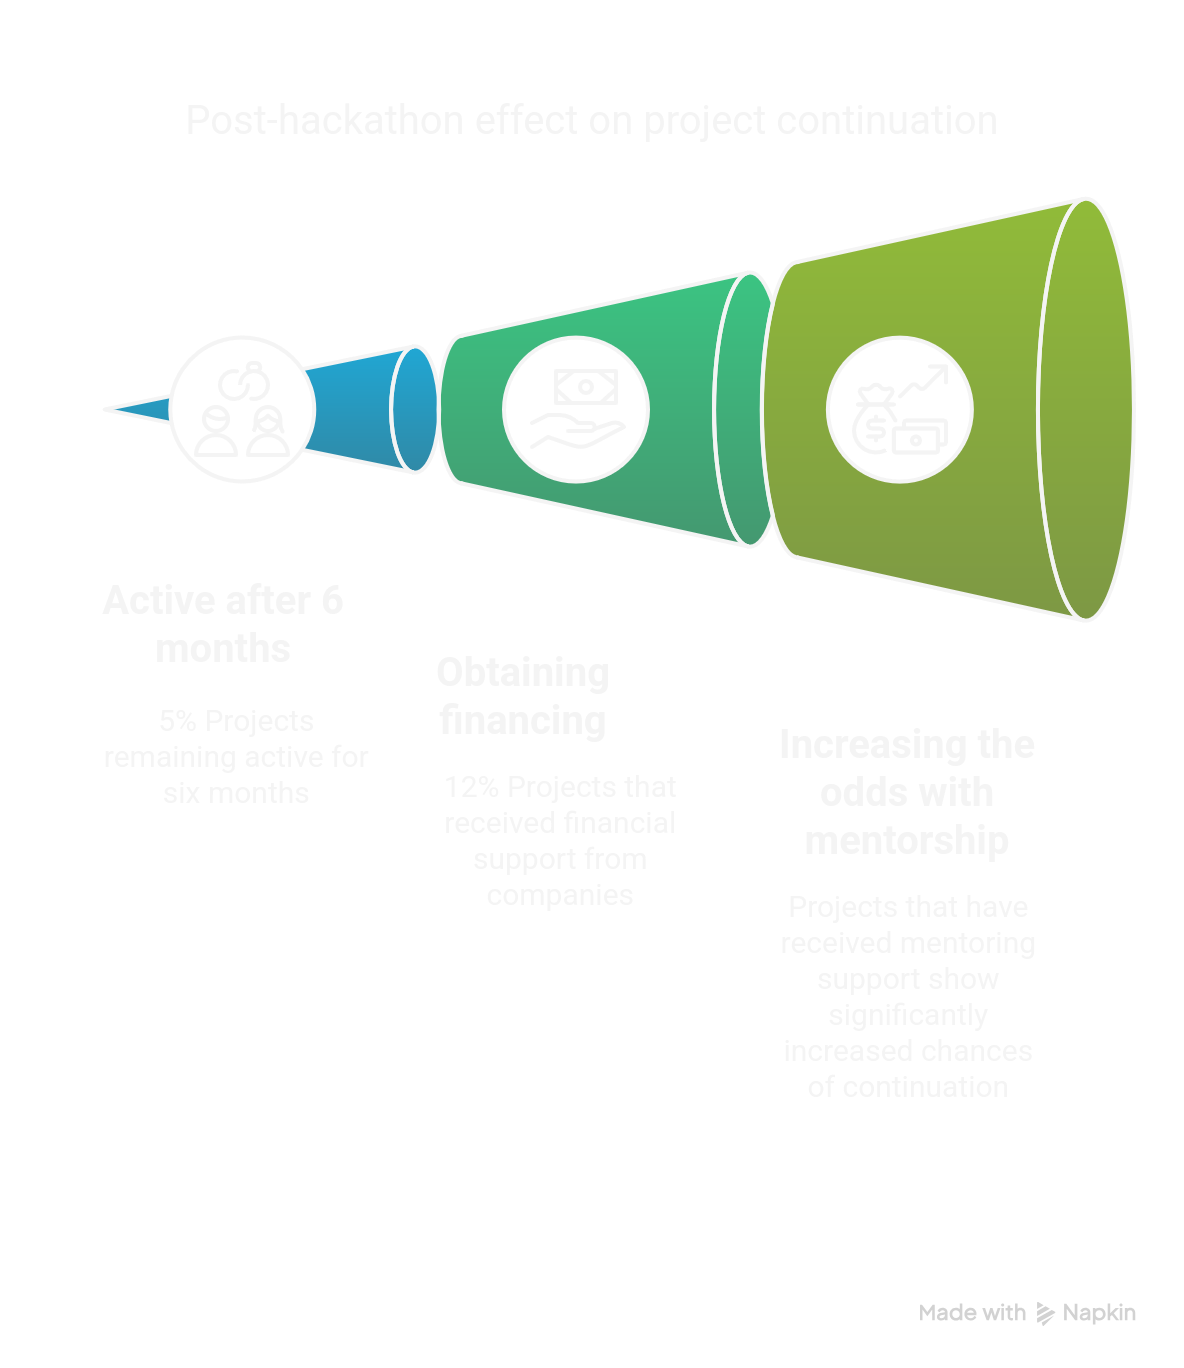 Post-hackathon effect on project continuation
Active after 6
months
5% Projects
remaining active for
six months
Obtaining
financing
12% Projects that
received financial
support from
companies
Increasing the
odds with
mentorship
Projects that have
received mentoring
support show
significantly
increased chances
of continuation
Made with Napkin